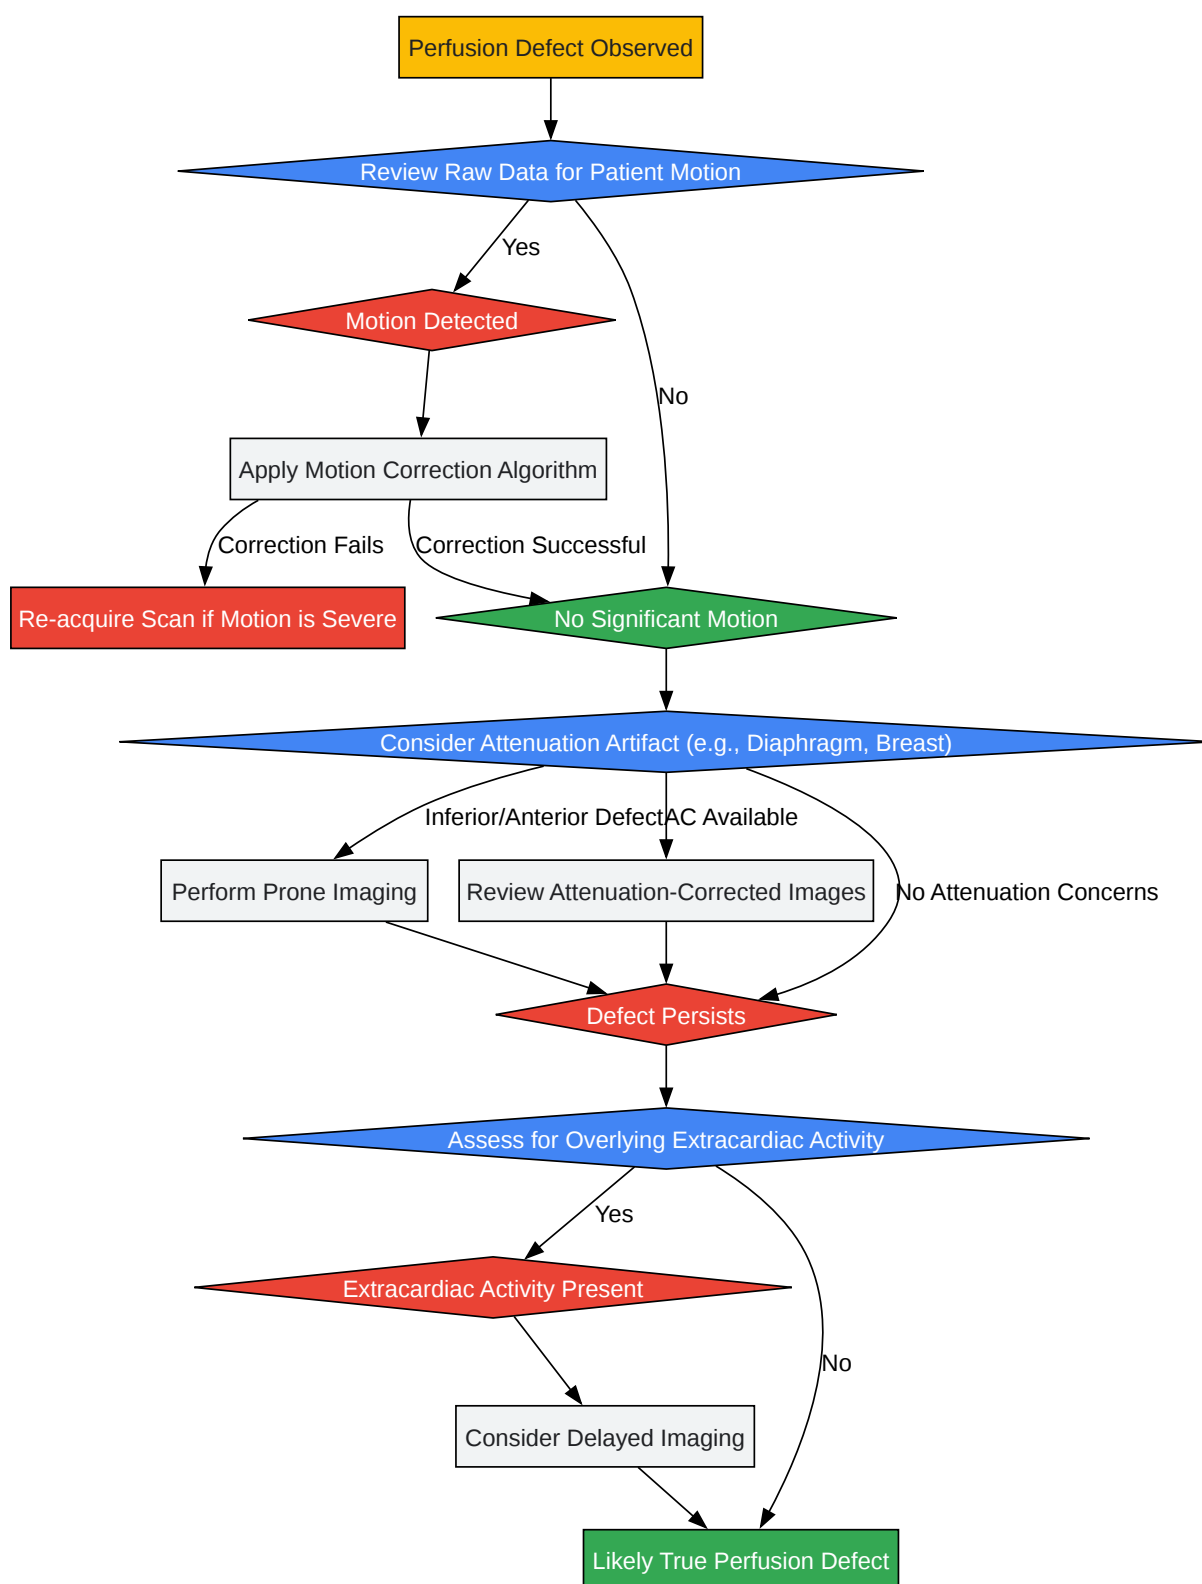 Perfusion Defect Observed
Review Raw Data for Patient Motion
Yes
Motion Detected
No
Apply Motion Correction Algorithm
Correction Fails
Correction Successful
Re-acquire Scan if Motion is Severe
No Significant Motion
Consider Attenuation Artifact (e.g., Diaphragm, Breast)
Inferior/Anterior Defect
AC Available
Perform Prone Imaging
Review Attenuation-Corrected Images
No Attenuation Concerns
Defect Persists
Assess for Overlying Extracardiac Activity
Yes
Extracardiac Activity Present
No
Consider Delayed Imaging
Likely True Perfusion Defect